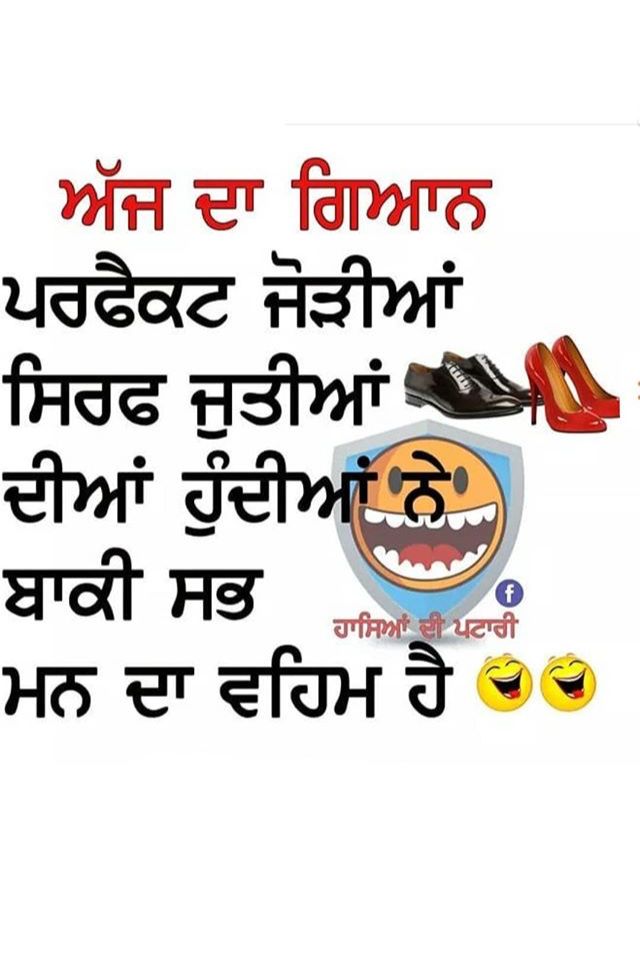 ਅੱਜ ਦਾ ਗਿਆਨ
ਪਰਫੈਕਟ ਜੋੜੀਆਂ
ਸਿਰਫ ਜੁਤੀਆਂ
ਦੀਆਂ ਹੁੰਦੀਆਂ ਨੇ
ਬਾਕੀ ਸਭ
ਹਾਸਿਆਂ ਦੀ ਪਟਾਰੀ
ਮਨ ਦਾ ਵਹਿਮ ਹੈ